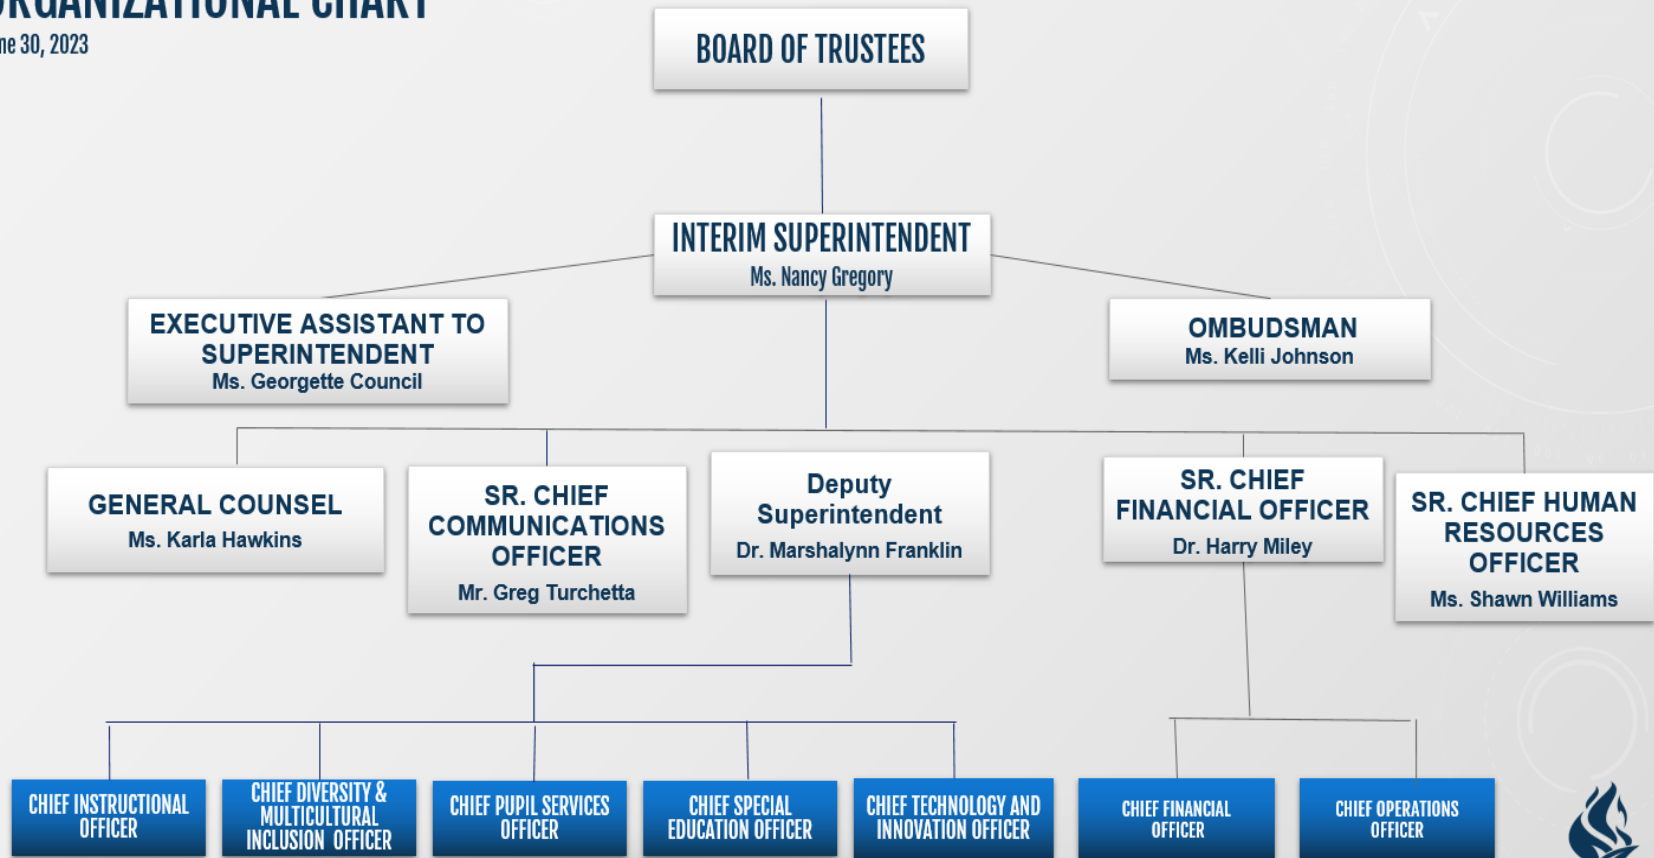 ORGANIZATIONAL CHART
30, 2023
BOARD OF TRUSTEES
INTERIM SUPERINTENDENT
Ms. Nancy Gregory
EXECUTIVE ASSISTANT TO
SUPERINTENDENT
Ms. Georgette Council
OMBUDSMAN
Ms. Kelli Johnson
GENERAL COUNSEL
Ms. Karla Hawkins
SR. CHIEF
COMMUNICATIONS
OFFICER
Mr. Greg Turchetta
Deputy
Superintendent
Dr. Marshalynn Franklin
SR. CHIEF
FINANCIAL OFFICER
Dr. Harry Miley
SR. CHIEF HUMAN
RESOURCES
OFFICER
Ms. Shawn Williams
CHIEF INSTRUCTIONAL
OFFICER
CHIEF DIVERSITY &
MULTICULTURAL
INCLUSION OFFICER
CHIEF PUPIL SERVICES
OFFICER
CHIEF SPECIAL
EDUCATION OFFICER
CHIEF TECHNOLOGY AND
INNOVATION OFFICER
CHIEF FINANCIAL
OFFICER
CHIEF OPERATIONS
OFFICER